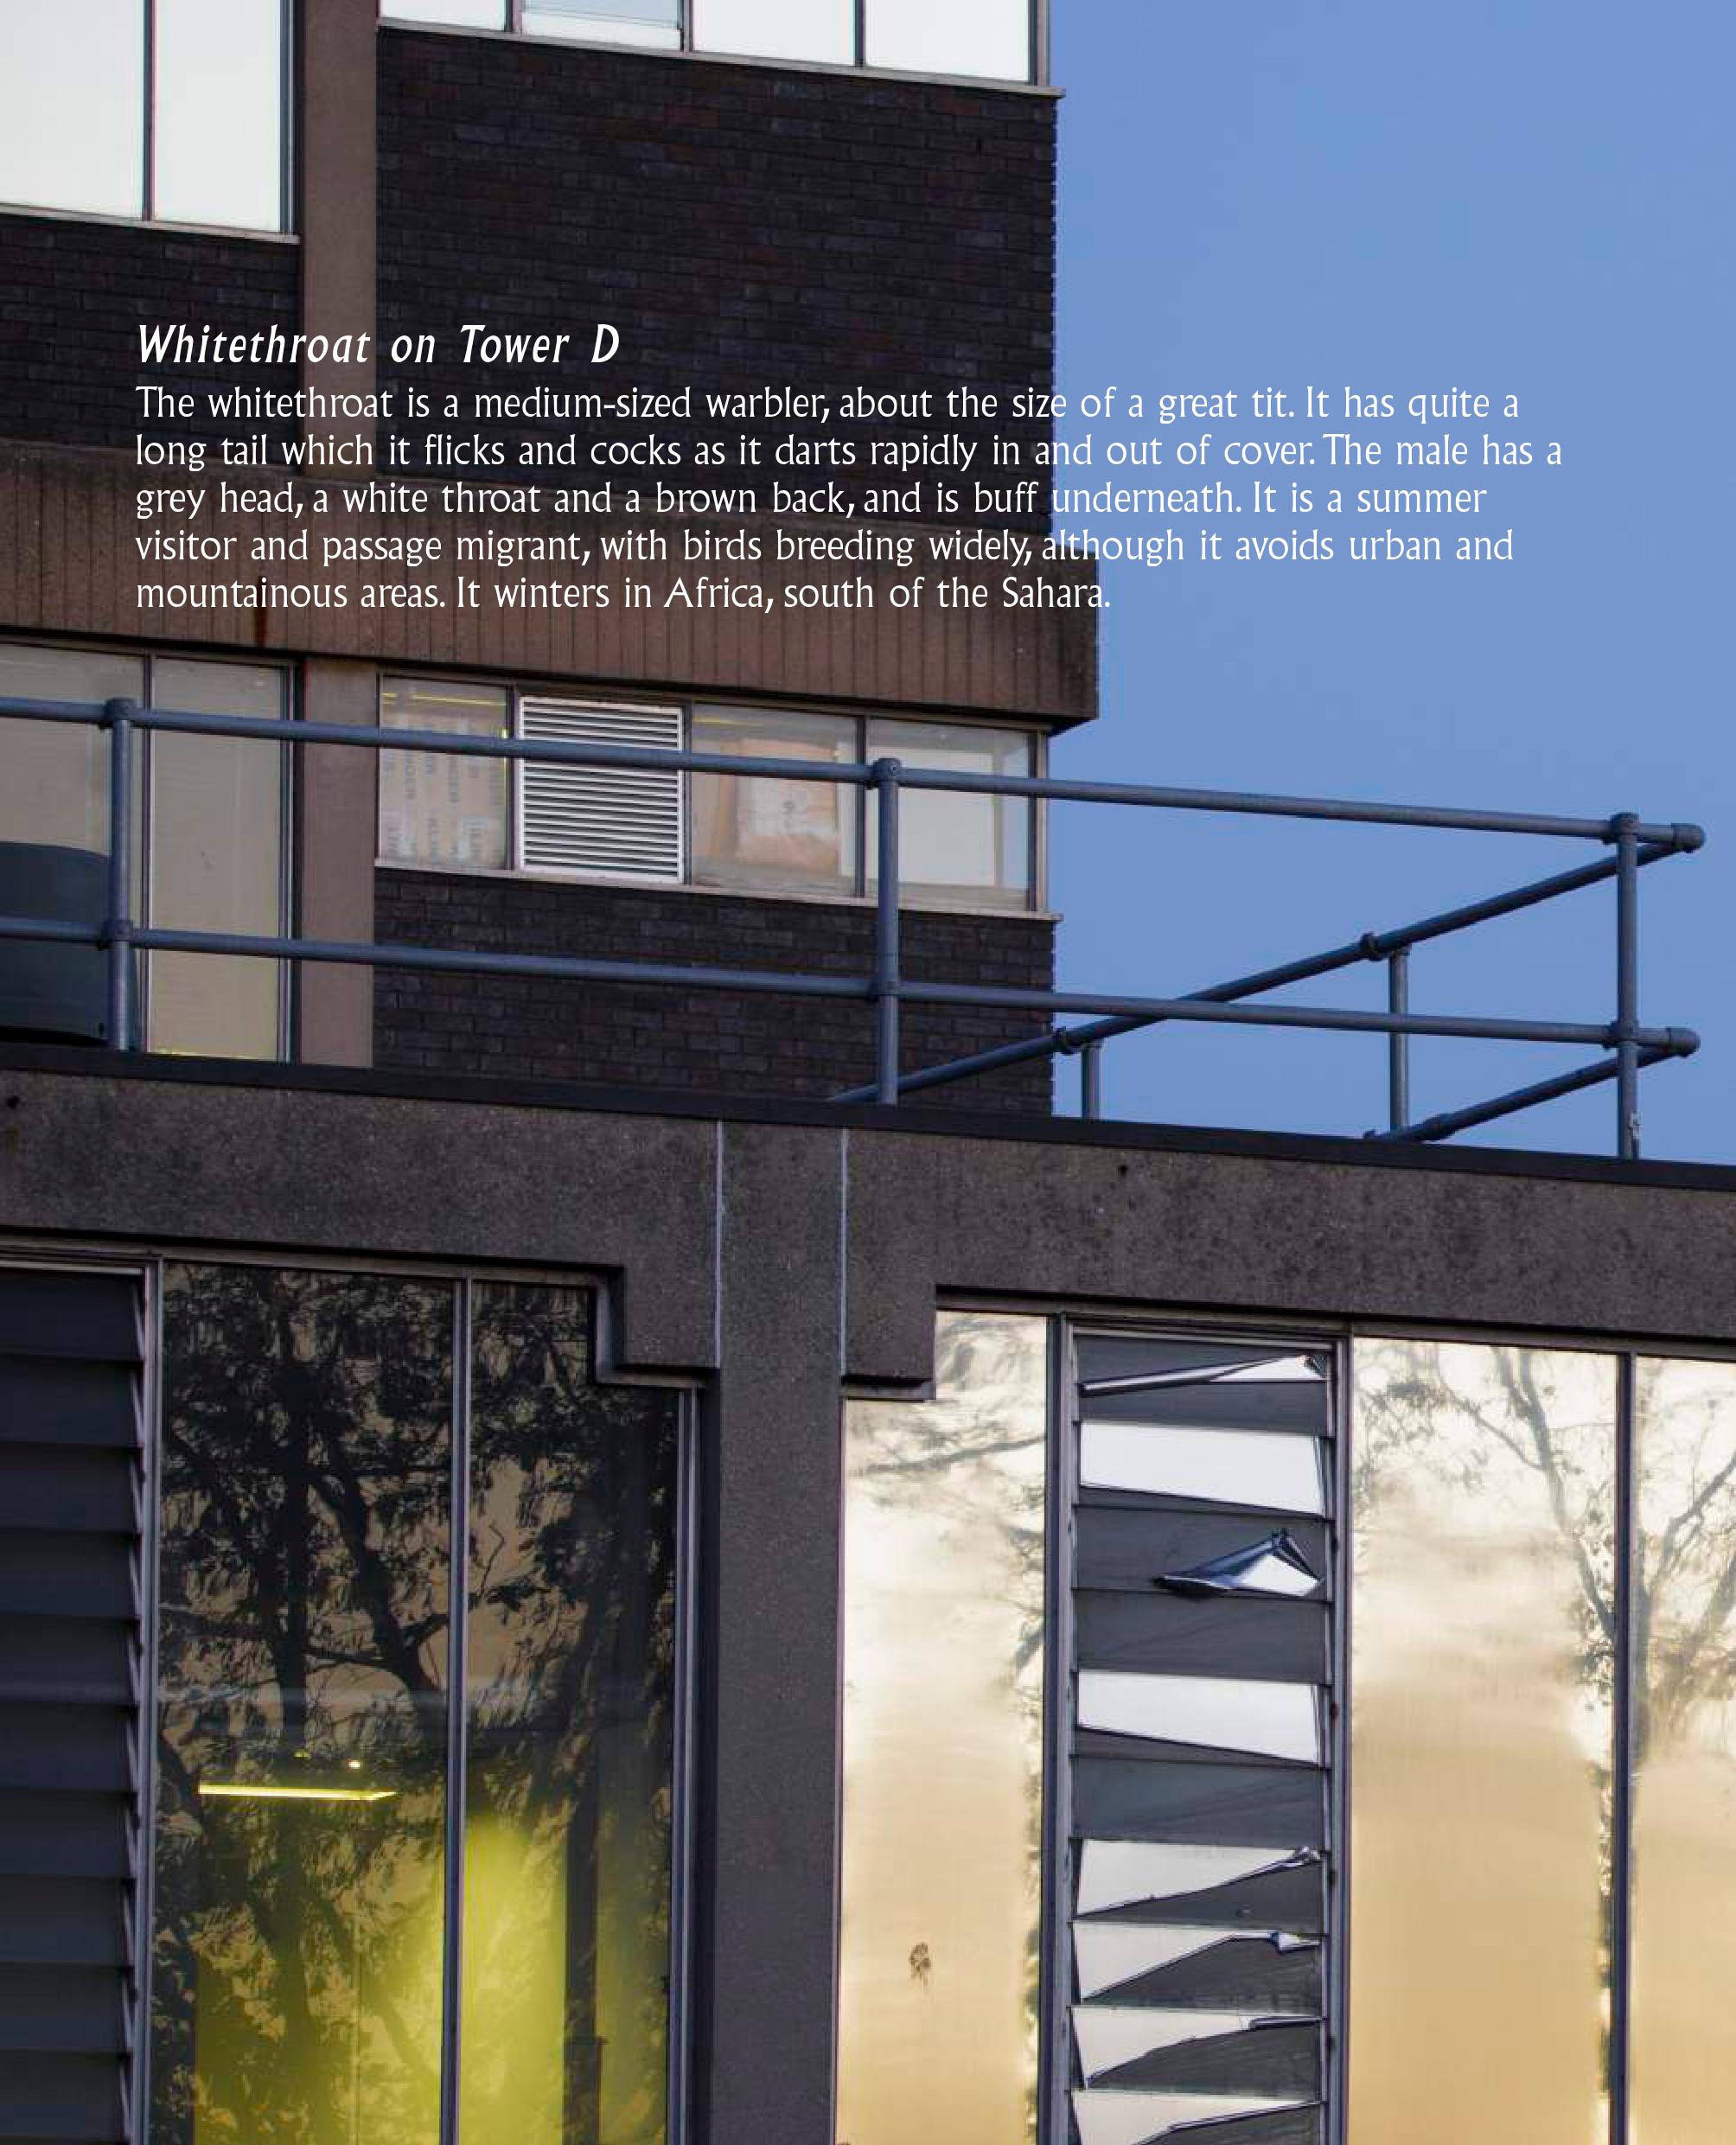 Whitethroat on Tower D
The whitethroat is a medium-sized warbler, about the size of a great tit. It has quite a
long tail which it flicks and cocks as it darts rapidly in and out of cover. The male has a
grey head, a white throat and a brown back, and is buff underneath. It is a summer
visitor and passage migrant, with birds breeding widely, although it avoids urban and
mountainous areas. It winters in Africa, south of the Sahara.